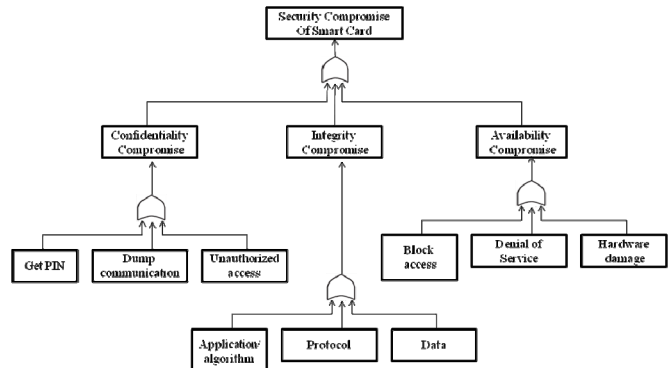 Security Compromise
Of Smart Card
Confidentiality
Compromise
Integrity
Compromise
Availability
Compromise
Get PIN
Dump
communication
Unauthorized
access
Block
access
Denial of
Service
Hardware
damage
Application/
algorithm
Protocol
Data